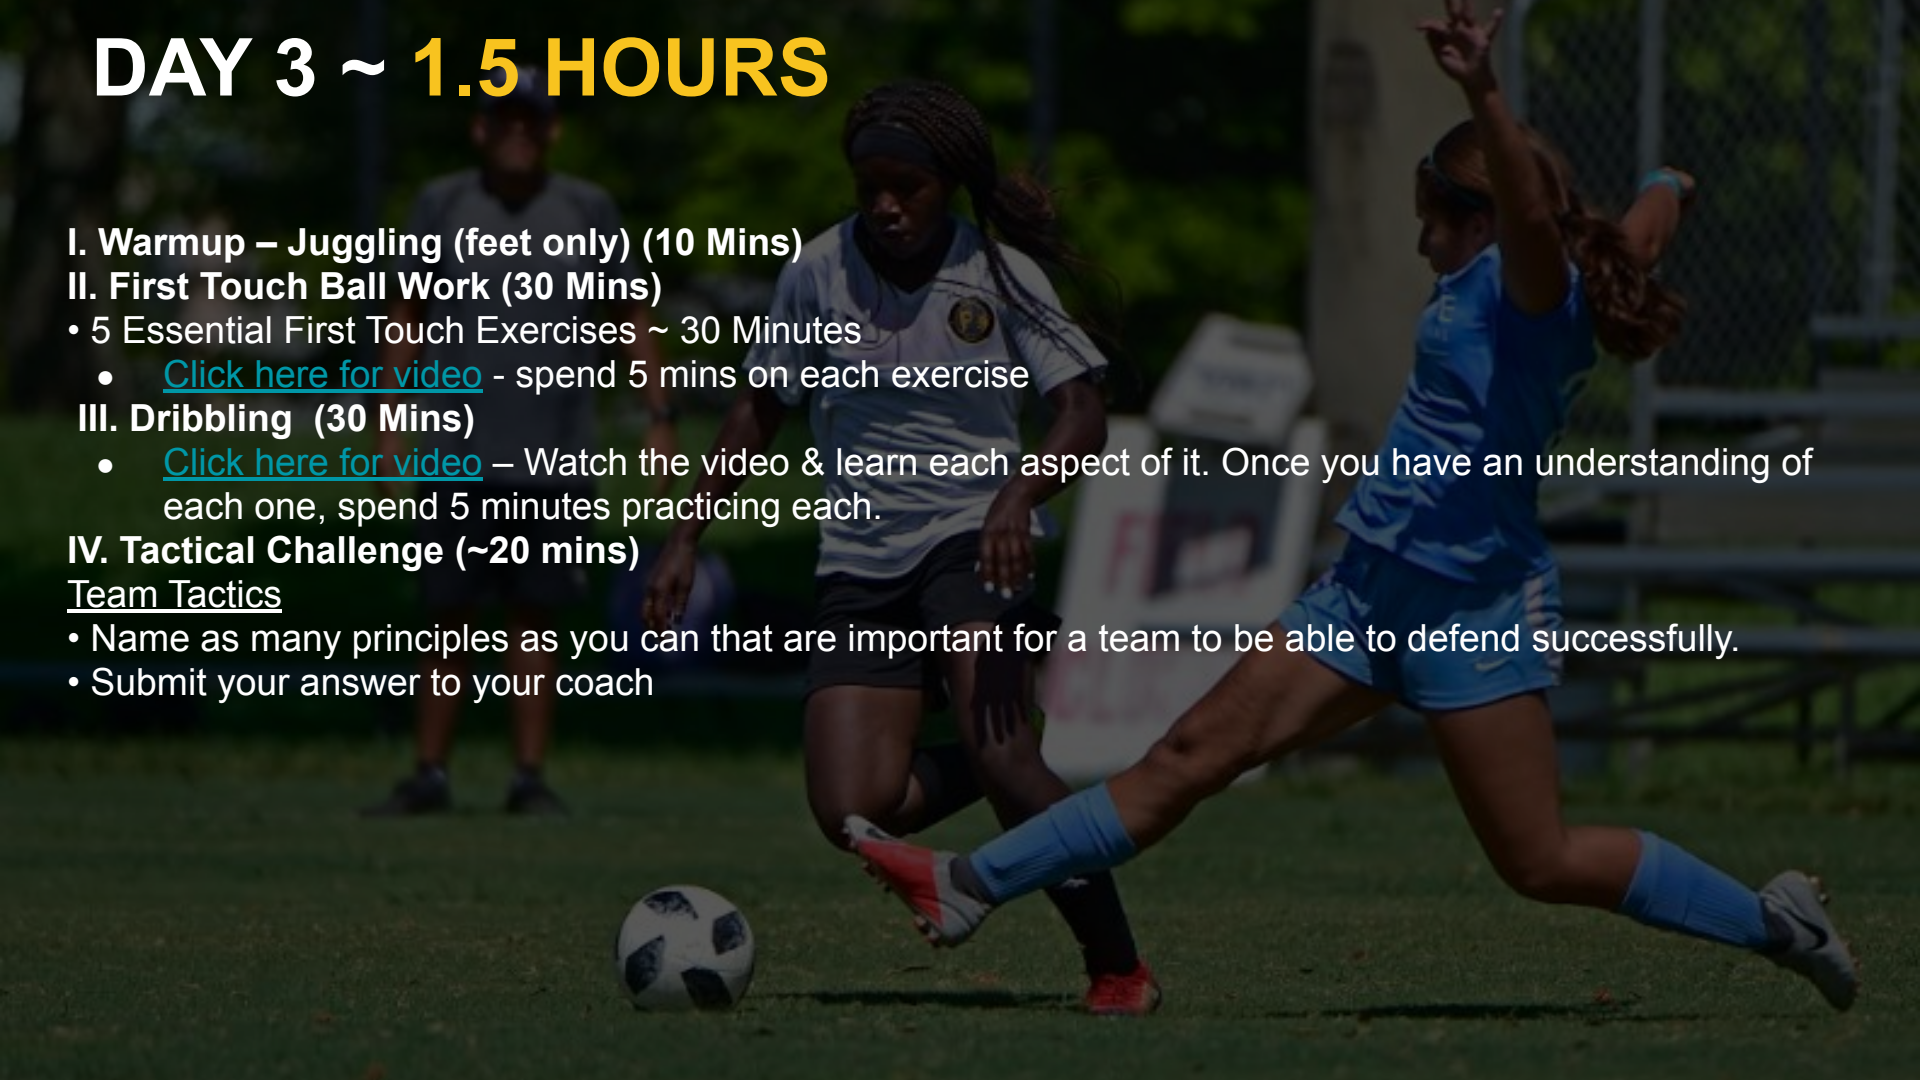 DAY 3 ~ 1.5 HOURS
I. Warmup – Juggling (feet only) (10 Mins)
II. First Touch Ball Work (30 Mins)
• 5 Essential First Touch Exercises ~ 30 Minutes
● Click here for video - spend 5 mins on each exercise
III. Dribbling  (30 Mins)
● Click here for video – Watch the video & learn each aspect of it. Once you have an understanding of
each one, spend 5 minutes practicing each.
IV. Tactical Challenge (~20 mins)
Team Tactics
• Name as many principles as you can that are important for a team to be able to defend successfully.
• Submit your answer to your coach